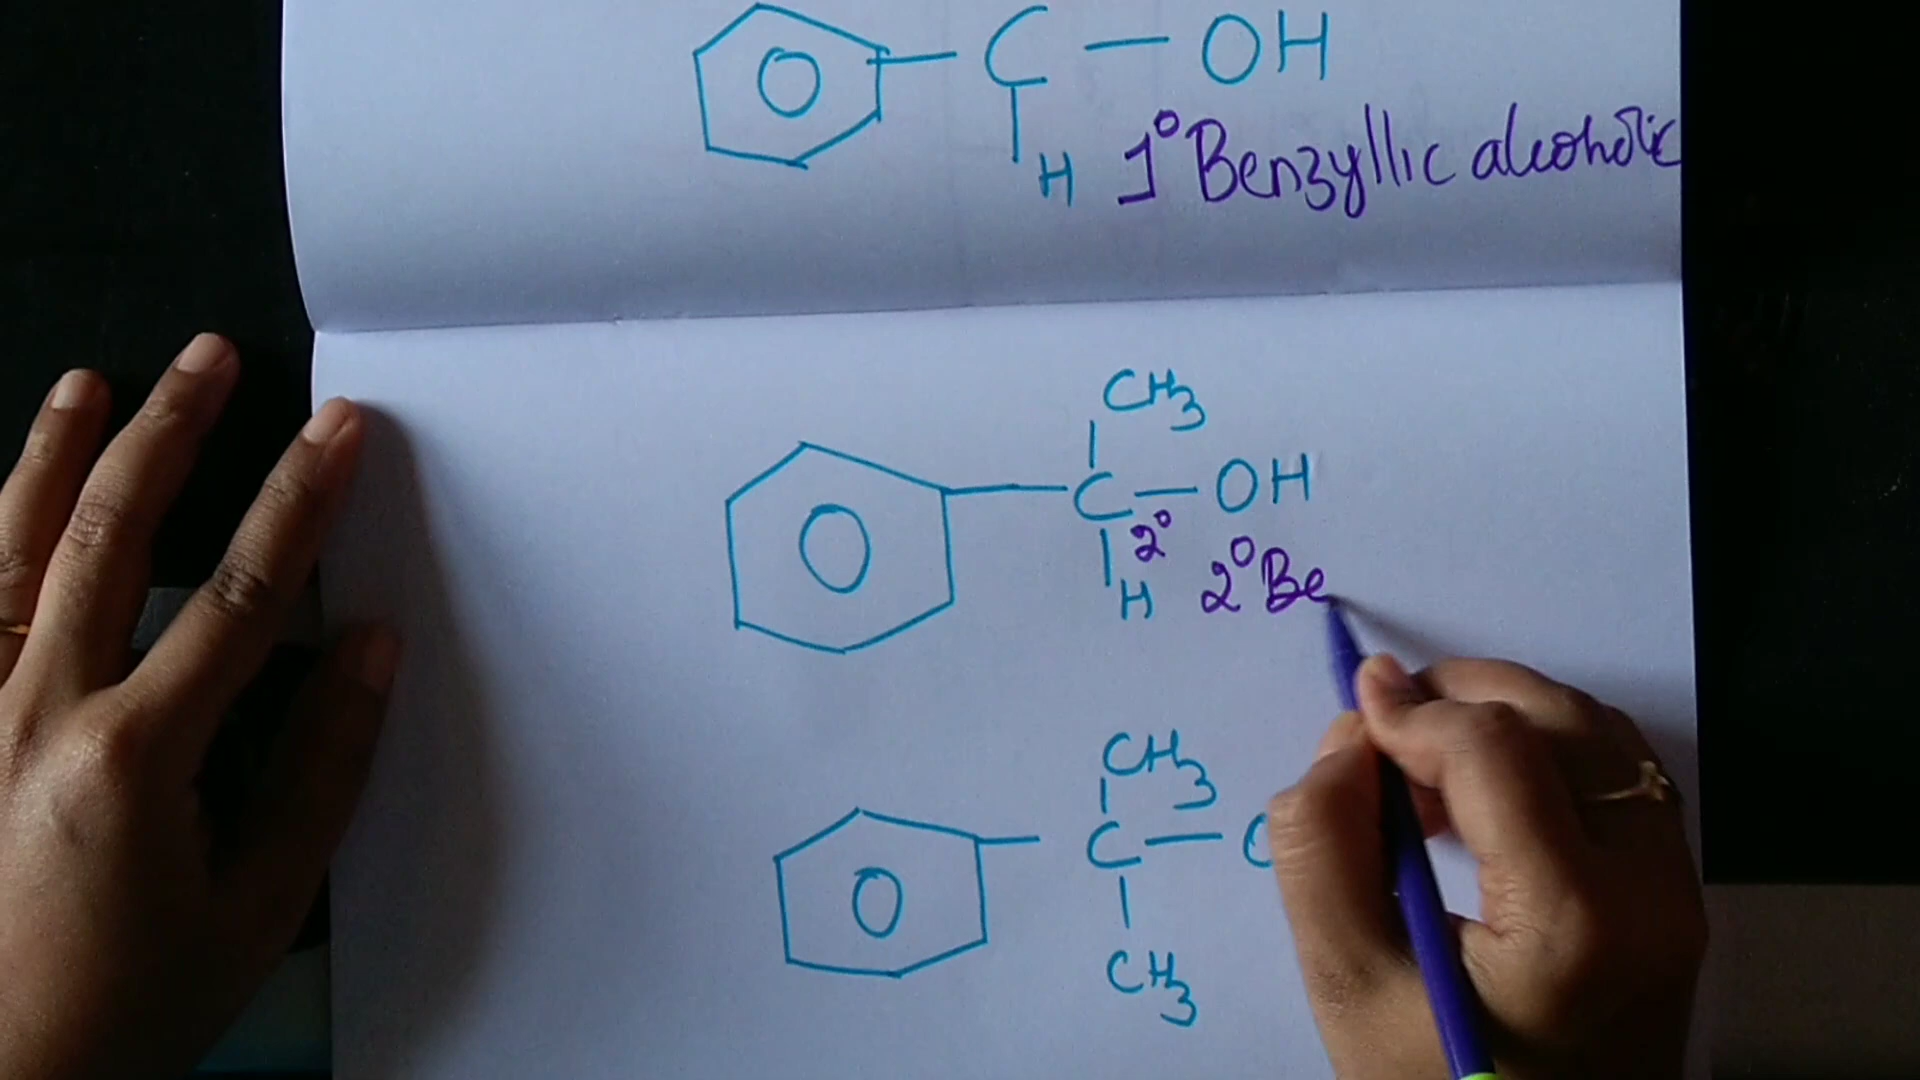 C — OH
H
1° Benzyllic alcoholic
CH3
C — OH
2°
H 2° Be
CH3
C —
CH3